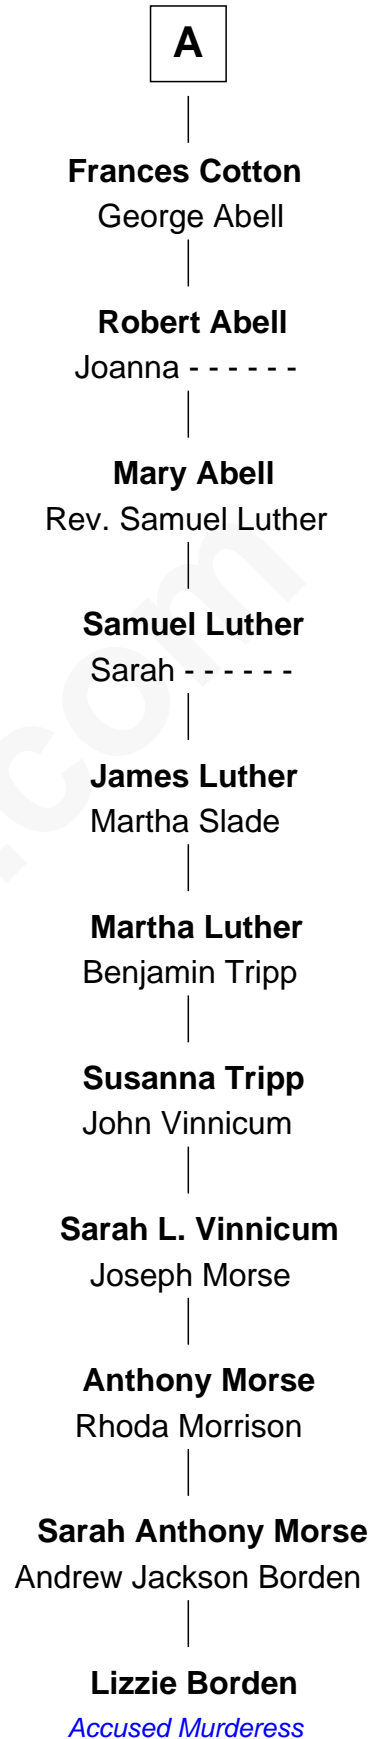 A
Frances Cotton
George Abell
Robert Abell
Joanna - - - - - -
Mary Abell
Rev. Samuel Luther
Samuel Luther
Sarah - - - - - -
James Luther
Martha Slade
Martha Luther
Benjamin Tripp
Susanna Tripp
John Vinnicum
Sarah L. Vinnicum
Joseph Morse
Anthony Morse
Rhoda Morrison
Sarah Anthony Morse
Andrew Jackson Borden
Lizzie Borden
Accused Murderess
.com